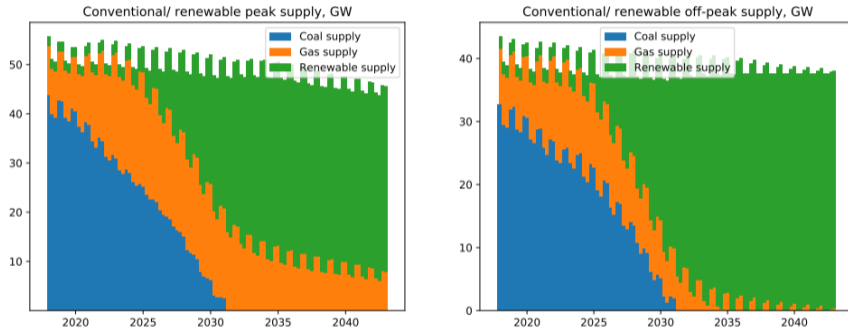 Conventional/ renewable peak supply, GW
Coal supply
Gas supply
Renewable supply
50
40
30
20
10
2020 2025 2030 2035 2040
Conventional/ renewable off-peak supply, GW
Coal supply
Gas supply
Renewable supply
40
30
20
10
0
2020 2025 2030 2035 2040